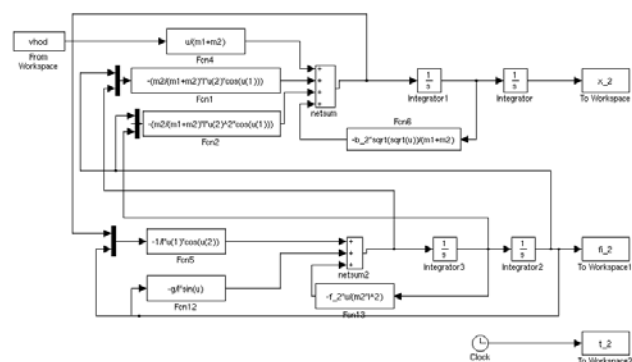 vhod
From
Workspace
u/(m1+m2)
Fcn4
-(m2/(m1+m2)*l*u(2)*cos(u(1)))
Fcn1
-(m2/(m1+m2)*l*u(2)^2*cos(u(1)))
Fcn2
+
+
+
+
netsum
1
s
Integrator1
1
s
Integrator
x_2
To Workspace
Fcn6
-b_2*sqrt(sqrt(u))/(m1+m2)
-1/l*u(1)*cos(u(2))
Fcn5
-g/l*sin(u)
Fcn12
+
+
+
netsum2
1
s
Integrator3
1
s
Integrator2
fi_2
To Workspace1
-f_2*u/(m2*l^2)
Fcn13
Clock
t_2
To Workspace2